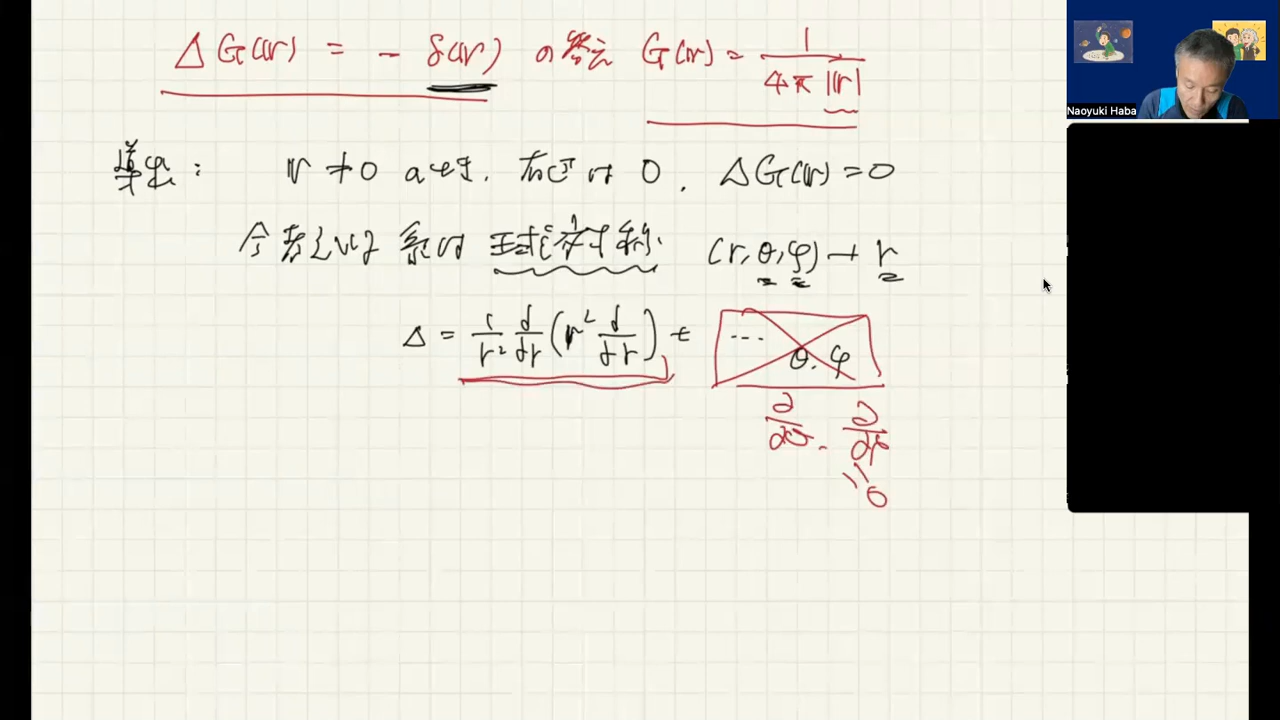 ΔG(𝐫) = - δ(𝐫) の答え G(𝐫) = 1/(4π|𝐫|)
導出: 𝐫 ≠ 0 のとき、右辺は 0、ΔG(𝐫) = 0
今考えている系は 球対称. (r, θ, φ) → r
Δ = 1/r² d/dr (r² d/dr) + ... θ, φ
∂/∂θ, ∂/∂φ
= 0
Naoyuki Haba